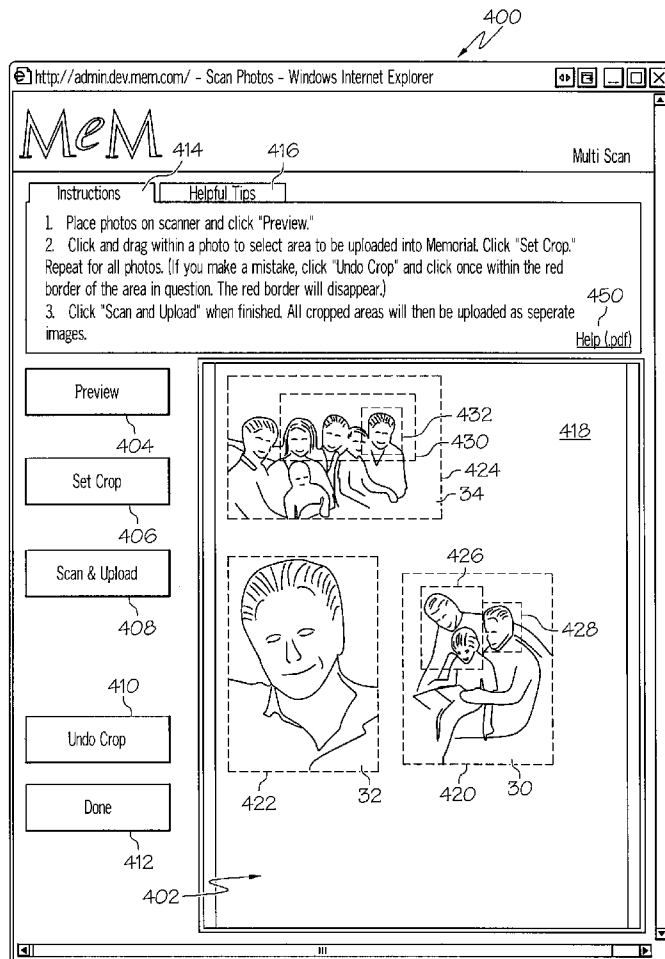 400
http://admin.dev.mem.com/ - Scan Photos - Windows Internet Explorer
MeM
414
416
Multi Scan
Instructions
Helpful Tips
1. Place photos on scanner and click "Preview."
2. Click and drag within a photo to select area to be uploaded into Memorial. Click "Set Crop."
Repeat for all photos. (If you make a mistake, click "Undo Crop" and click once within the red
border of the area in question. The red border will disappear.)
3. Click "Scan and Upload" when finished. All cropped areas will then be uploaded as seperate
images.
450
Help (.pdf)
Preview
404
Set Crop
406
Scan & Upload
408
410
Undo Crop
Done
412
432
430
424
34
418
426
428
422
32
420
30
402